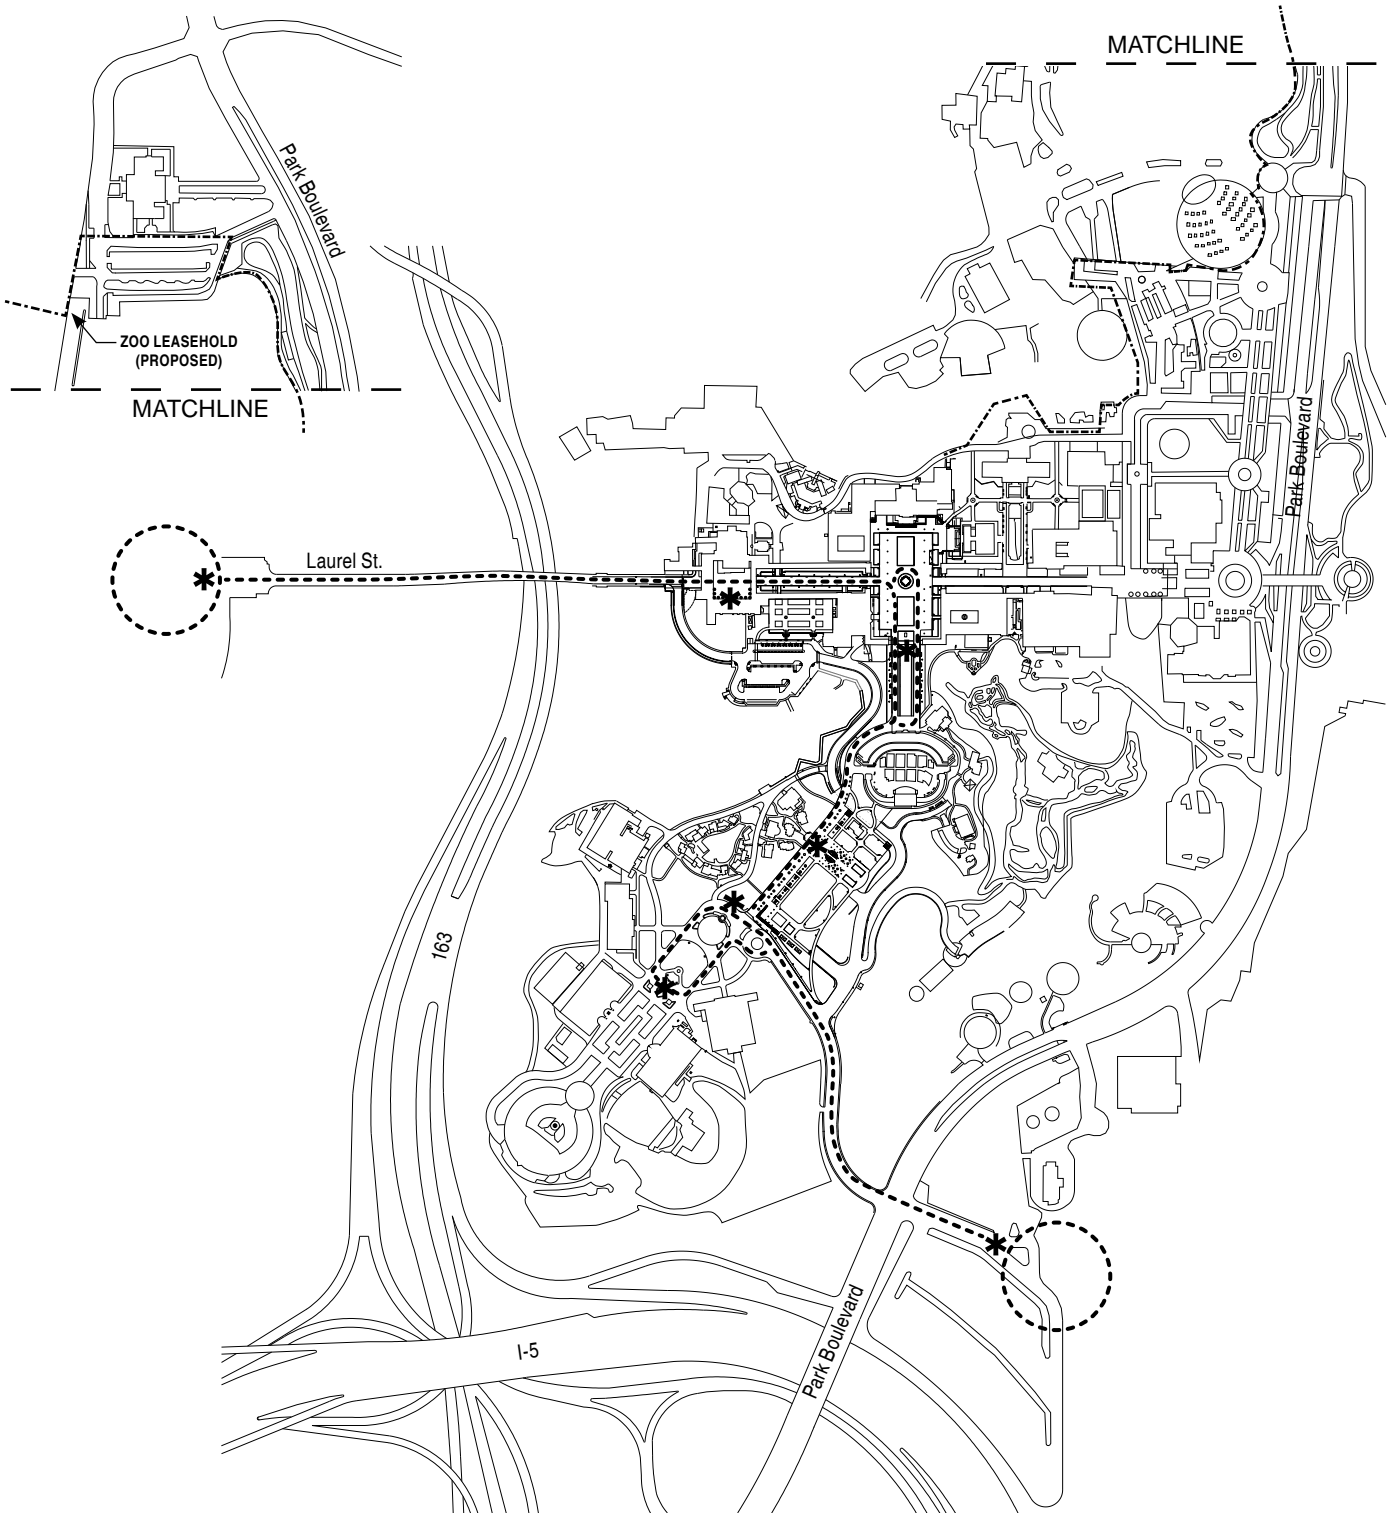 MATCHLINE
Park Boulevard
ZOO LEASEHOLD
(PROPOSED)
MATCHLINE
Park Boulevard
Laurel St.
163
I-5
Park Boulevard